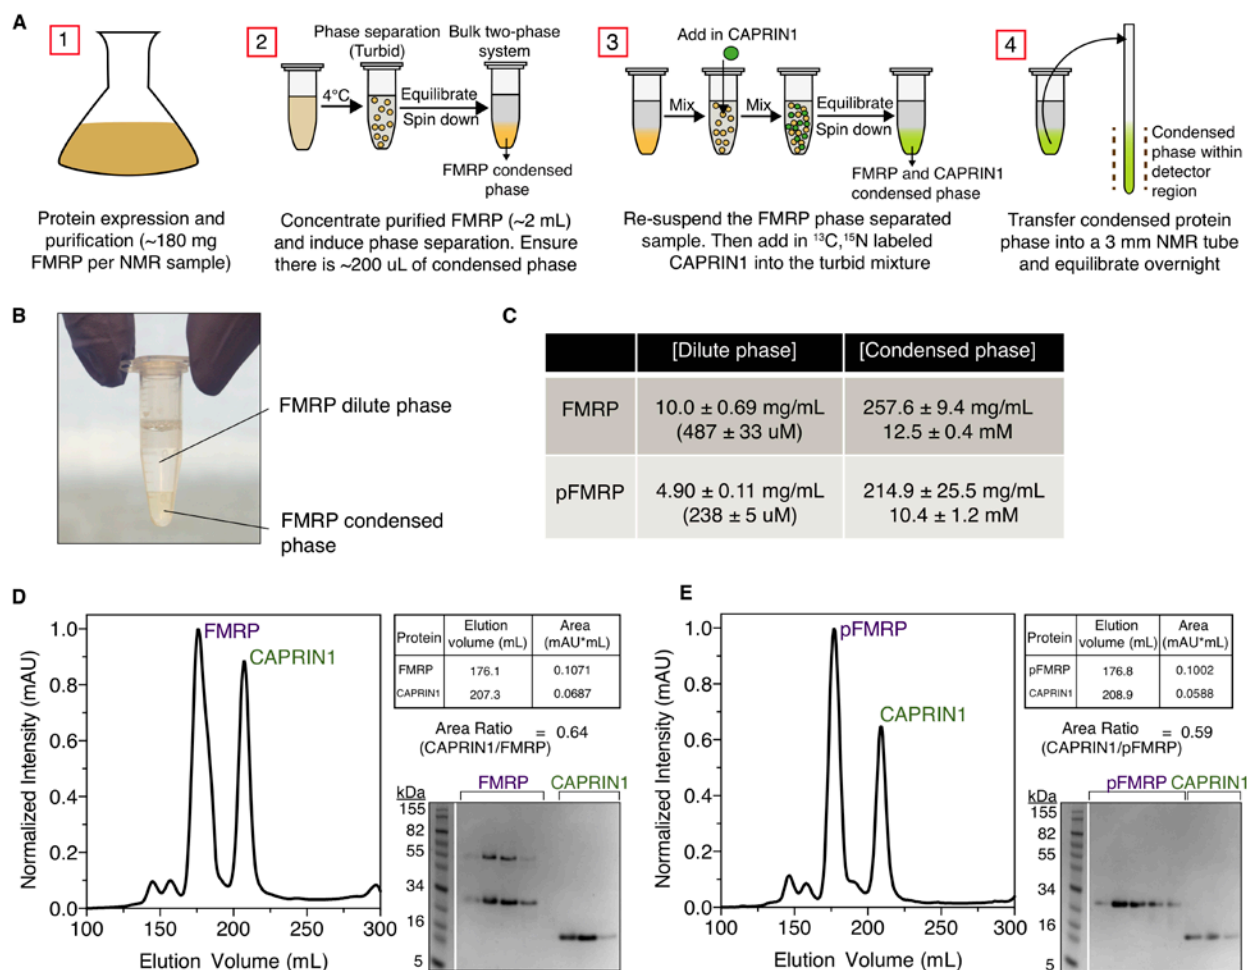 A
1
2
Phase separation
(Turbid)
Bulk two-phase
system
4°C
Equilibrate
Spin down
FMRP condensed
phase
3
Add in CAPRIN1
Mix
Mix
Equilibrate
Spin down
FMRP and CAPRIN1
condensed phase
4
Condensed
phase within
detector
region
Protein expression and
purification (~180 mg
FMRP per NMR sample)
Concentrate purified FMRP (~2 mL)
and induce phase separation. Ensure
there is ~200 uL of condensed phase
Re-suspend the FMRP phase separated
sample. Then add in ¹³C,¹⁵N labeled
CAPRIN1 into the turbid mixture
Transfer condensed protein
phase into a 3 mm NMR tube
and equilibrate overnight
B
FMRP dilute phase
FMRP condensed
phase
C
[Dilute phase] [Condensed phase]
FMRP 10.0 ± 0.69 mg/mL 257.6 ± 9.4 mg/mL
(487 ± 33 uM) 12.5 ± 0.4 mM
pFMRP 4.90 ± 0.11 mg/mL 214.9 ± 25.5 mg/mL
(238 ± 5 uM) 10.4 ± 1.2 mM
D
Normalized Intensity (mAU)
1.0
0.8
0.6
0.4
0.2
0.0
100 150 200 250 300
Elution Volume (mL)
FMRP
CAPRIN1
Protein Elution volume (mL) Area (mAU*mL)
FMRP 176.1 0.1071
CAPRIN1 207.3 0.0687
Area Ratio
(CAPRIN1/FMRP) = 0.64
FMRP CAPRIN1
kDa
155
82
55
34
16
5
E
Normalized Intensity (mAU)
1.0
0.8
0.6
0.4
0.2
0.0
100 150 200 250 300
Elution Volume (mL)
pFMRP
CAPRIN1
Protein Elution volume (mL) Area (mAU*mL)
pFMRP 176.8 0.1002
CAPRIN1 208.9 0.0588
Area Ratio
(CAPRIN1/pFMRP) = 0.59
pFMRP CAPRIN1
kDa
155
82
55
34
16
5